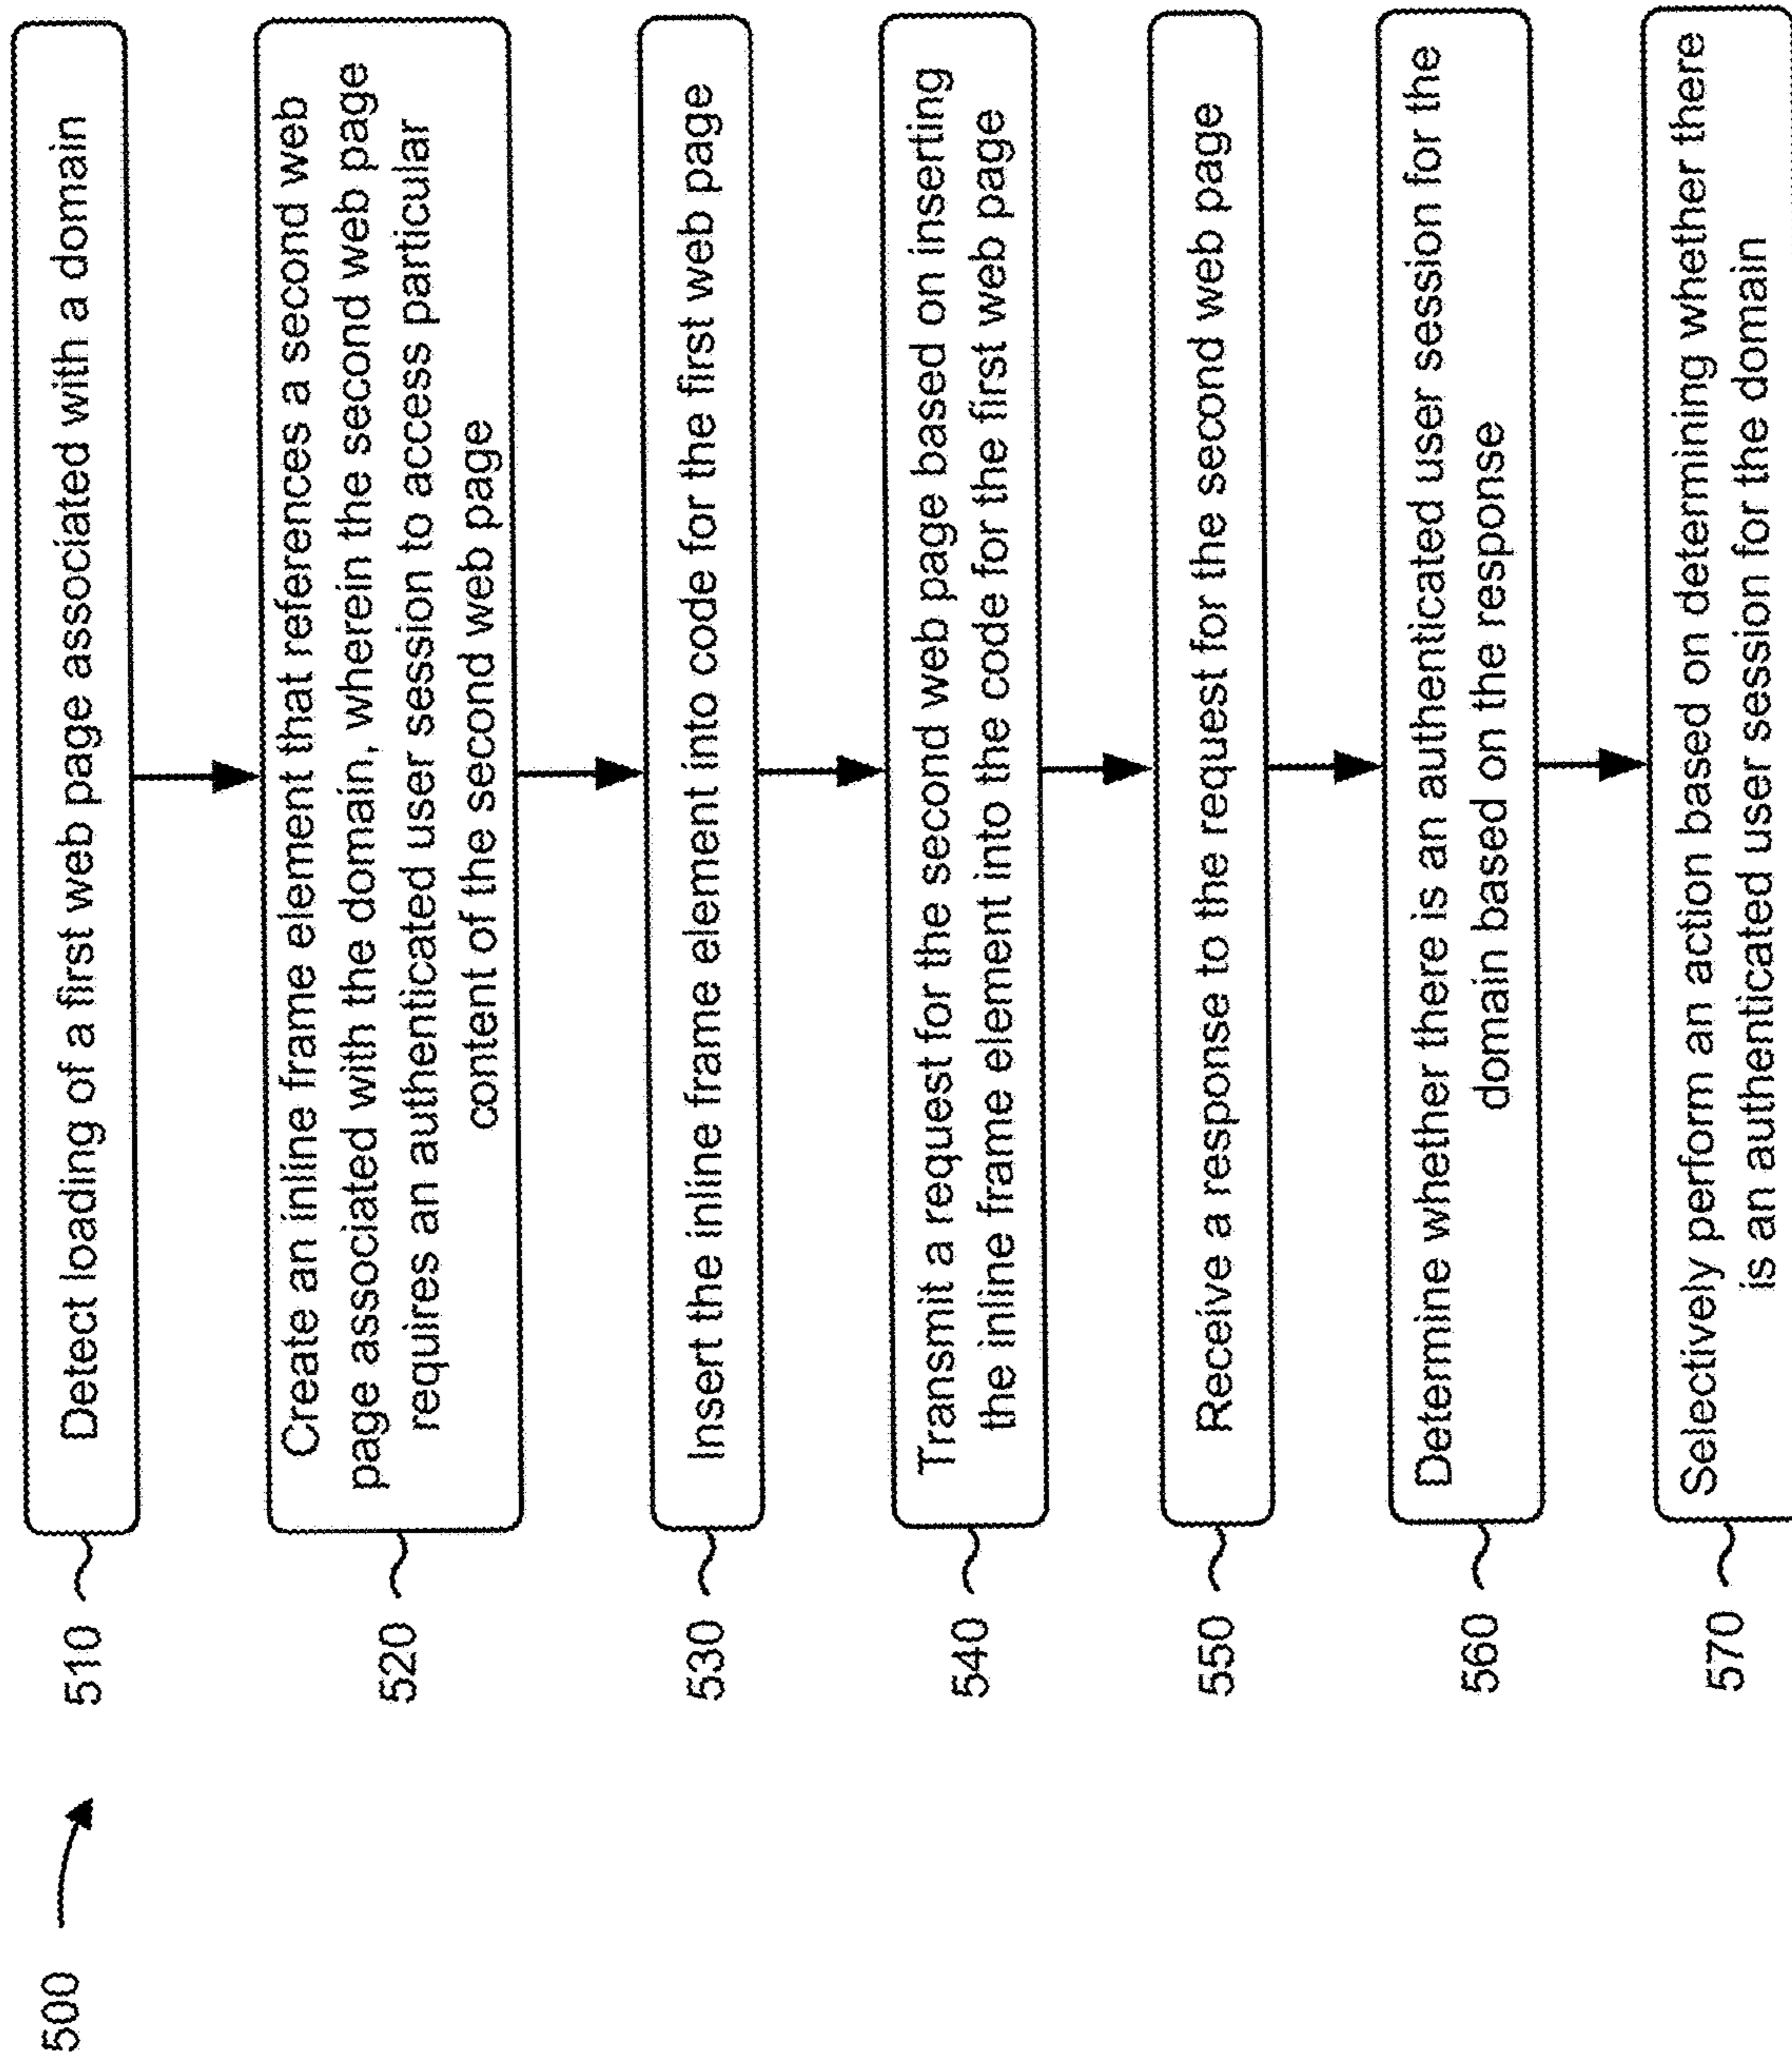 500
510
Detect loading of a first web page associated with a domain
520
Create an inline frame element that references a second web
page associated with the domain, wherein the second web page
requires an authenticated user session to access particular
content of the second web page
530
Insert the inline frame element into code for the first web page
540
Transmit a request for the second web page based on inserting
the inline frame element into the code for the first web page
550
Receive a response to the request for the second web page
560
Determine whether there is an authenticated user session for the
domain based on the response
570
Selectively perform an action based on determining whether there
is an authenticated user session for the domain